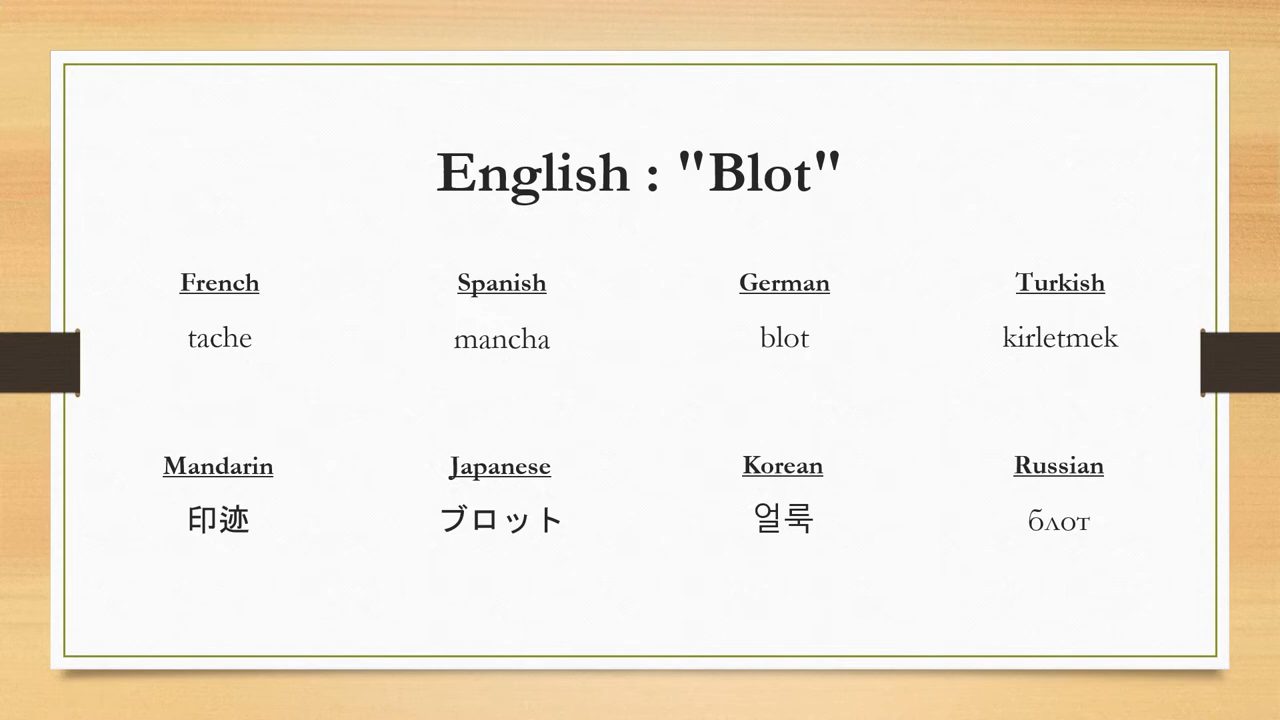 English : "Blot"
French Spanish German Turkish
tache mancha blot kirletmek
Mandarin Japanese Korean Russian
印迹 ブロット 얼룩 блот